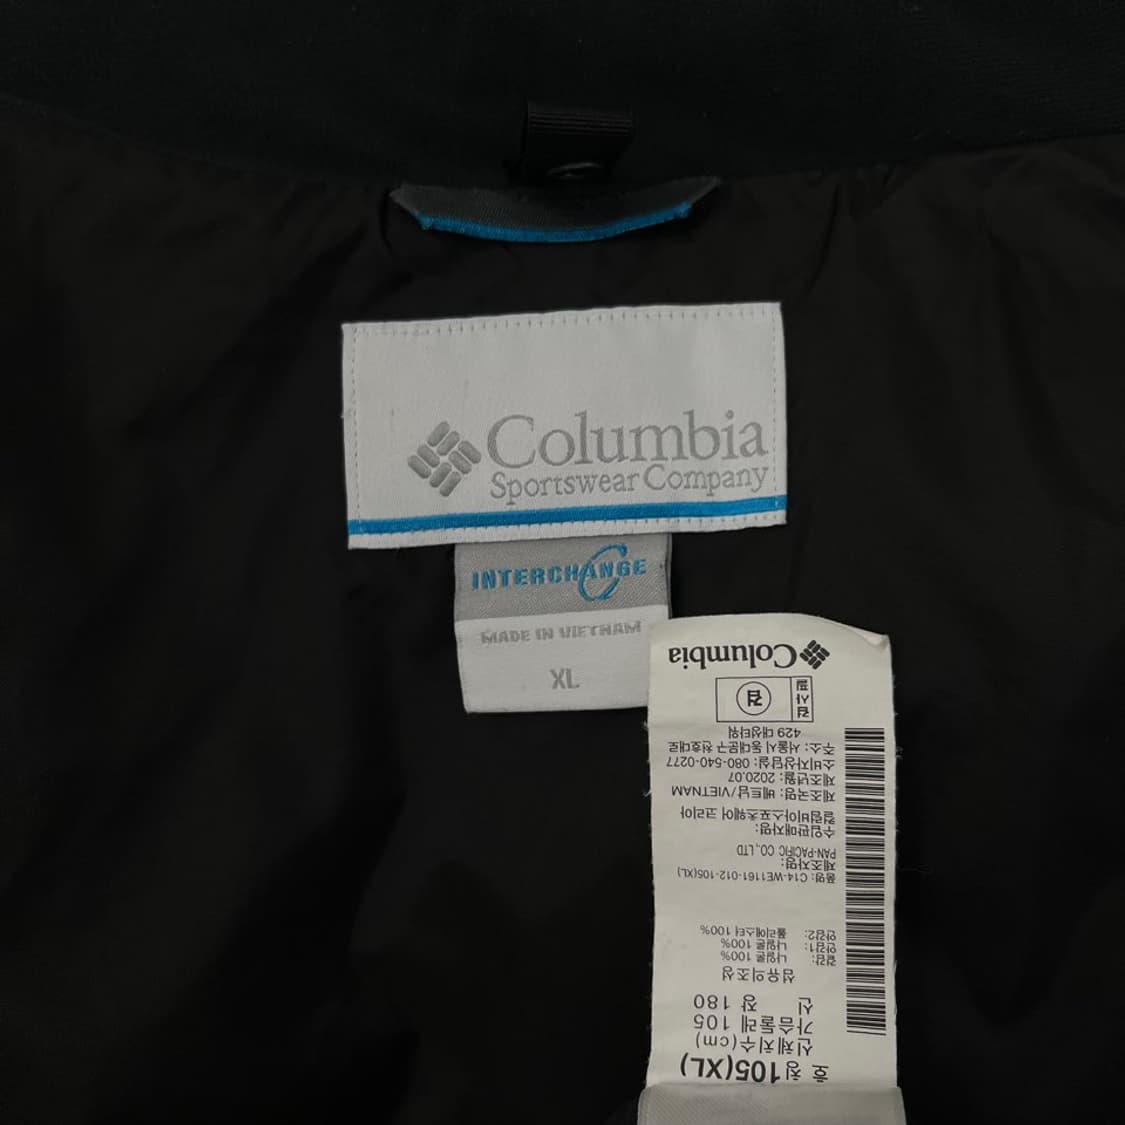 Columbia
Sportswear Company
INTERCHANGE
MADE IN VIETNAM
XL
호 칭 105(XL)
신체치수(cm)
가슴둘레 105
신 장 180
섬유의조성
겉감: 나일론 100%
안감1: 나일론 100%
안감2: 폴리에스터 100%
품명: C14-WE1161-012-105(XL)
제조자명:
PAN-PACIFIC CO.,LTD
수입판매자명:
컬럼비아스포츠웨어 코리아
제조국명: 베트남/VIETNAM
제조년월: 2020.07
소비자상담실: 080-540-0277
주소: 서울시 동대문구 천호대로
429 대성타워
검사필 검
Columbia